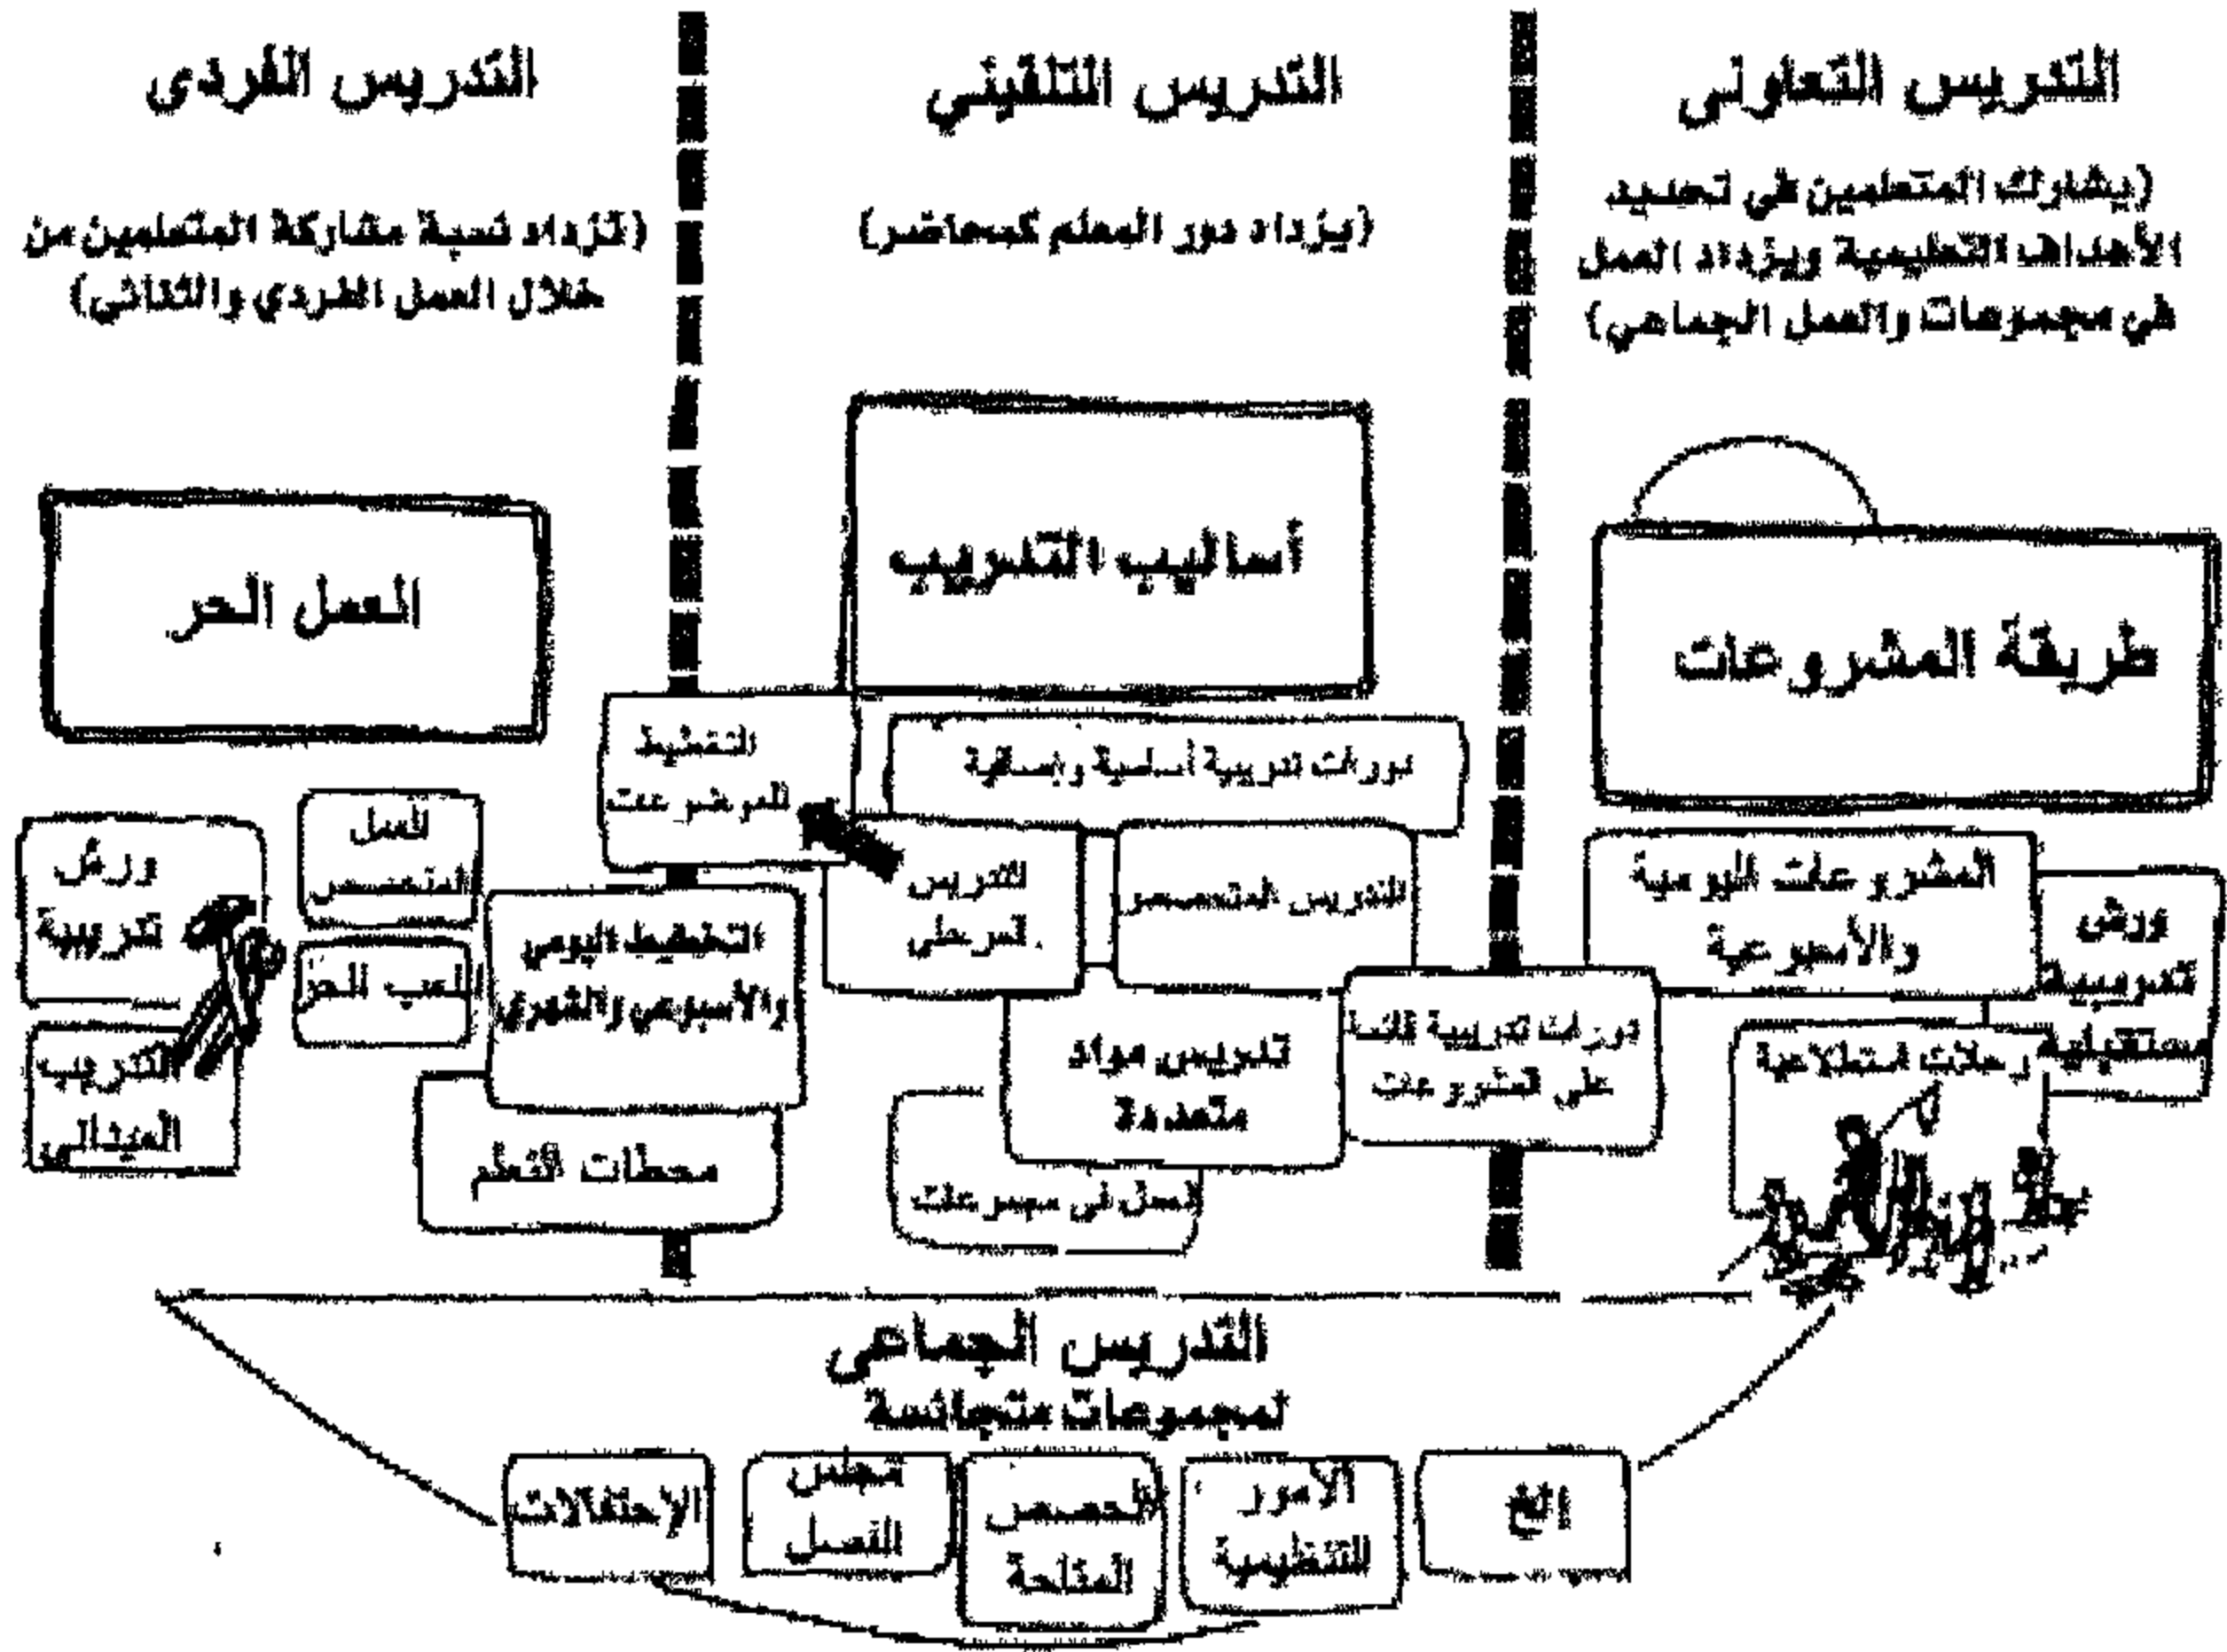 التدريس التعاوني
(يشارك المتعلمين في تحديد
الأهداف التعليمية ويزداد العمل
في مجموعات والعمل الجماعي)
طريقة المشروعات
المشروعات اليومية
والأسبوعية
ورش
تدريبية
مستقبلية
رحلات استطلاعية
التدريس التلقيني
(يزداد دور المعلم كمحاضر)
أساليب التدريب
دورات تدريبية أساسية وإضافية
التدريس المتخصص
التدريس
المرحلي
دورات تدريبية قائمة
على المشروعات
تدريس مواد
متعددة
العمل في مجموعات
التدريس الفردي
(تزداد نسبة مشاركة المتعلمين من
خلال العمل الفردي والثنائي)
العمل الحر
التخطيط
للموضوعات
العمل
المتخصص
ورش
تدريبية
اللعب الحر
التخطيط اليومي
والأسبوعي والشهري
التدريب
الميداني
محطات التعلم
التدريس الجماعي
لمجموعات متجانسة
الخ
الأمور
التنظيمية
الحصص
المتاحة
مجلس
الفصل
الإحتفالات